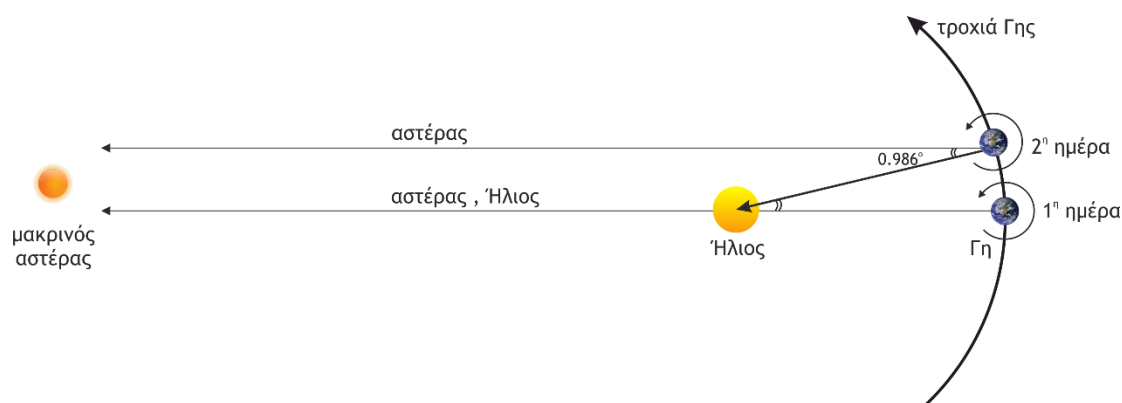 τροχιά Γης
αστέρας
0.986°
2η ημέρα
αστέρας , Ήλιος
1η ημέρα
μακρινός
αστέρας
Ήλιος
Γη